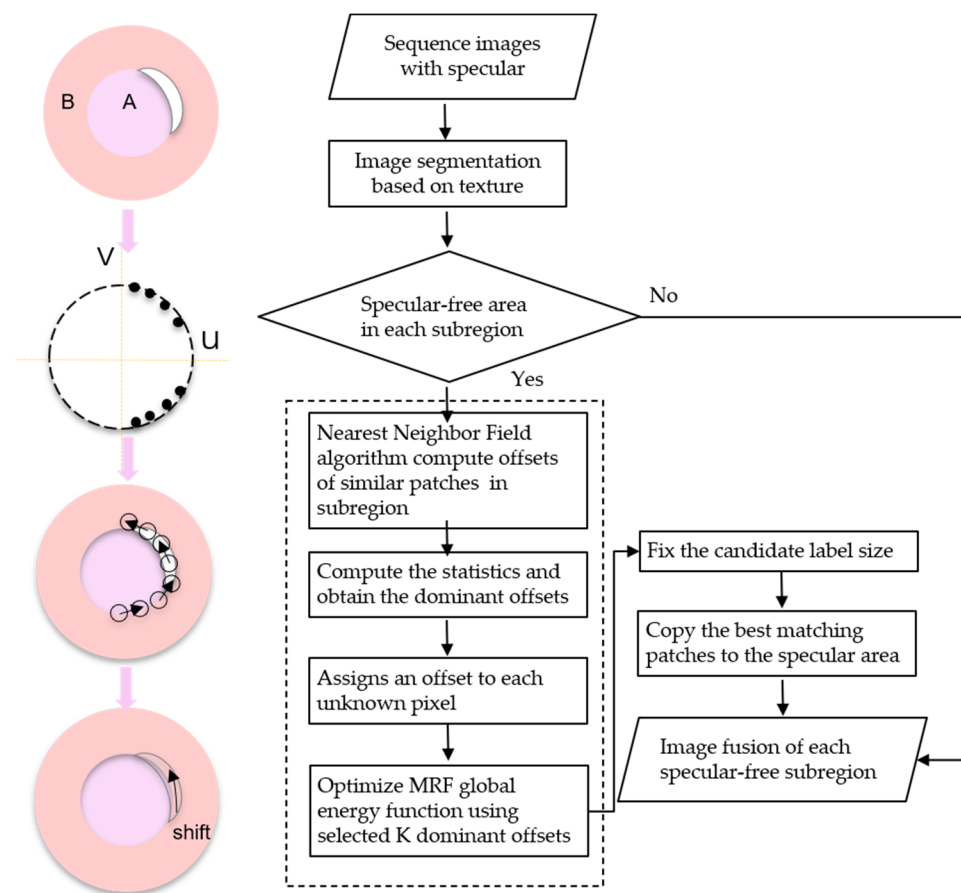 B
A
V
U
shift
Sequence images
with specular
Image segmentation
based on texture
Specular-free area
in each subregion
No
Yes
Nearest Neighbor Field
algorithm compute offsets
of similar patches in
subregion
Compute the statistics and
obtain the dominant offsets
Assigns an offset to each
unknown pixel
Optimize MRF global
energy function using
selected K dominant offsets
Fix the candidate label size
Copy the best matching
patches to the specular area
Image fusion of each
specular-free subregion